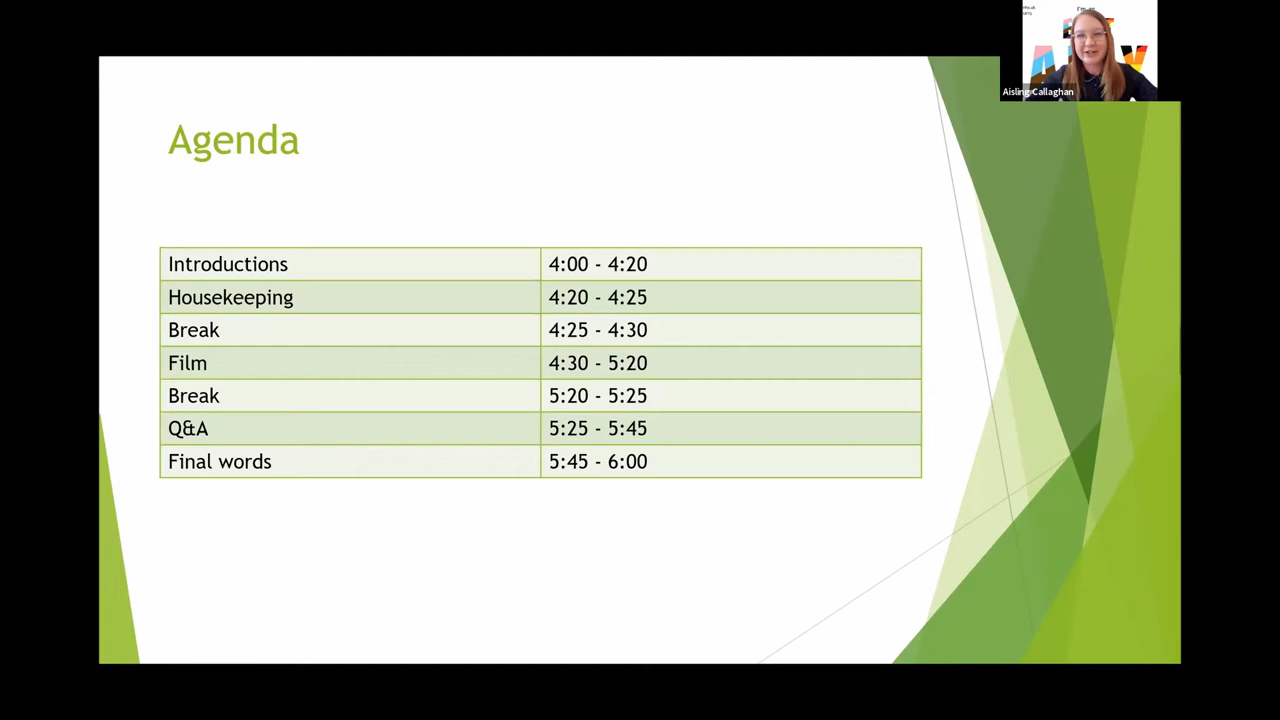 I'm an
Aisling Callaghan
Agenda
Introductions 4:00 - 4:20
Housekeeping 4:20 - 4:25
Break 4:25 - 4:30
Film 4:30 - 5:20
Break 5:20 - 5:25
Q&A 5:25 - 5:45
Final words 5:45 - 6:00